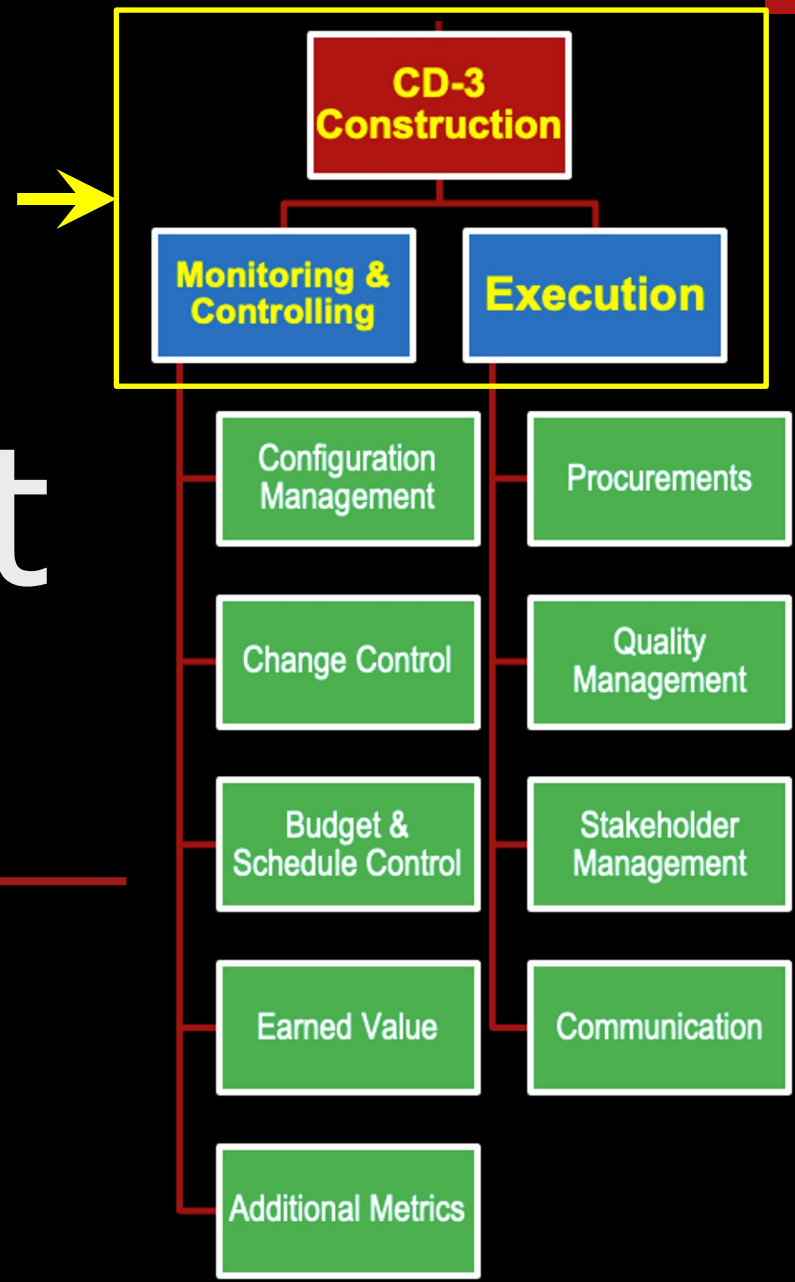 CD-3
Construction
Monitoring &
Controlling
Execution
t
Configuration
Management
Change Control
Budget &
Schedule Control
Earned Value
Additional Metrics
Procurements
Quality
Management
Stakeholder
Management
Communication